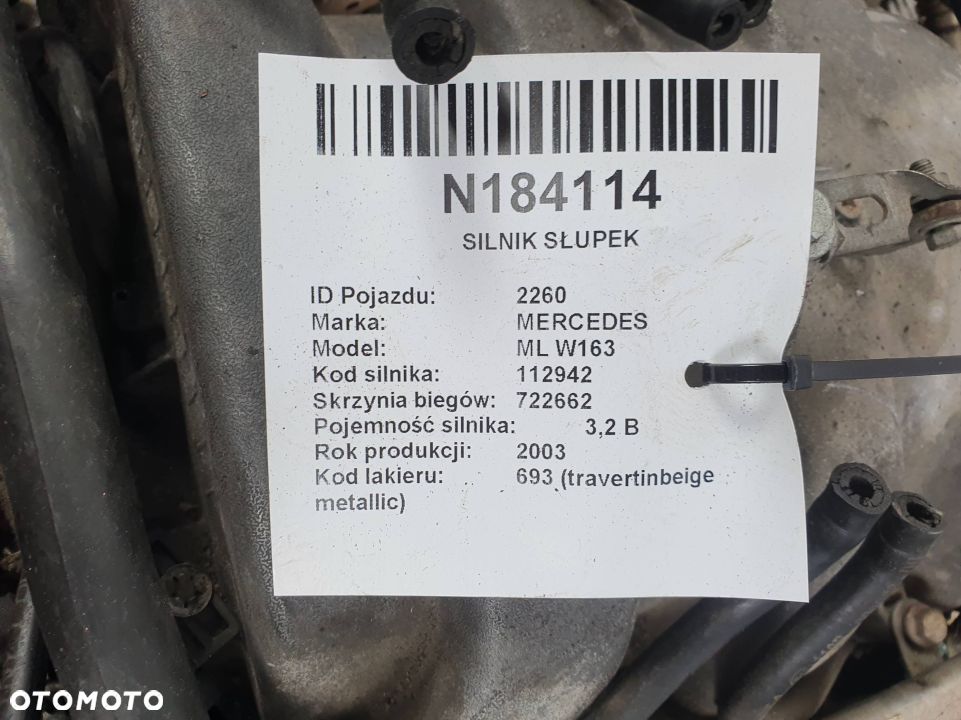 N184114
SILNIK SŁUPEK
ID Pojazdu: 2260
Marka: MERCEDES
Model: ML W163
Kod silnika: 112942
Skrzynia biegów: 722662
Pojemność silnika: 3,2 B
Rok produkcji: 2003
Kod lakieru: 693 (travertinbeige
metallic)
OTOMOTO